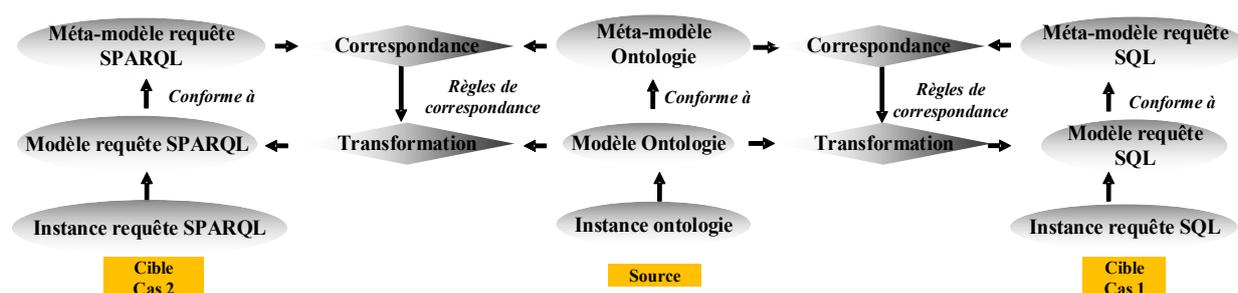 Méta-modèle requête
SPARQL
Correspondance
Méta-modèle
Ontologie
Correspondance
Méta-modèle requête
SQL
Conforme à
Règles de
correspondance
Conforme à
Règles de
correspondance
Conforme à
Modèle requête SPARQL
Transformation
Modèle Ontologie
Transformation
Modèle requête
SQL
Instance requête SPARQL
Instance ontologie
Instance requête SQL
Cible
Cas 2
Source
Cible
Cas 1